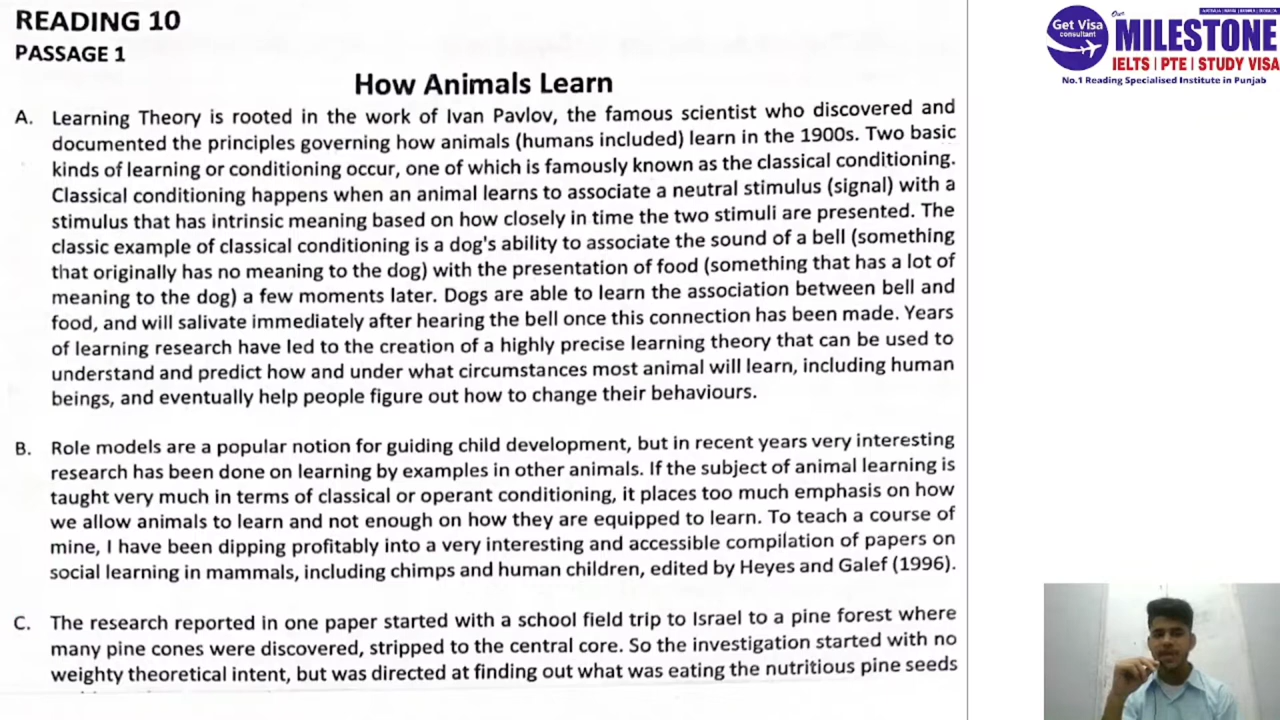 READING 10
PASSAGE 1
How Animals Learn
A. Learning Theory is rooted in the work of Ivan Pavlov, the famous scientist who discovered and
documented the principles governing how animals (humans included) learn in the 1900s. Two basic
kinds of learning or conditioning occur, one of which is famously known as the classical conditioning.
Classical conditioning happens when an animal learns to associate a neutral stimulus (signal) with a
stimulus that has intrinsic meaning based on how closely in time the two stimuli are presented. The
classic example of classical conditioning is a dog's ability to associate the sound of a bell (something
that originally has no meaning to the dog) with the presentation of food (something that has a lot of
meaning to the dog) a few moments later. Dogs are able to learn the association between bell and
food, and will salivate immediately after hearing the bell once this connection has been made. Years
of learning research have led to the creation of a highly precise learning theory that can be used to
understand and predict how and under what circumstances most animal will learn, including human
beings, and eventually help people figure out how to change their behaviours.
B. Role models are a popular notion for guiding child development, but in recent years very interesting
research has been done on learning by examples in other animals. If the subject of animal learning is
taught very much in terms of classical or operant conditioning, it places too much emphasis on how
we allow animals to learn and not enough on how they are equipped to learn. To teach a course of
mine, I have been dipping profitably into a very interesting and accessible compilation of papers on
social learning in mammals, including chimps and human children, edited by Heyes and Galef (1996).
C. The research reported in one paper started with a school field trip to Israel to a pine forest where
many pine cones were discovered, stripped to the central core. So the investigation started with no
weighty theoretical intent, but was directed at finding out what was eating the nutritious pine seeds
Get Visa
consultant
Our
MILESTONE
IELTS | PTE | STUDY VISA
No.1 Reading Specialised Institute in Punjab